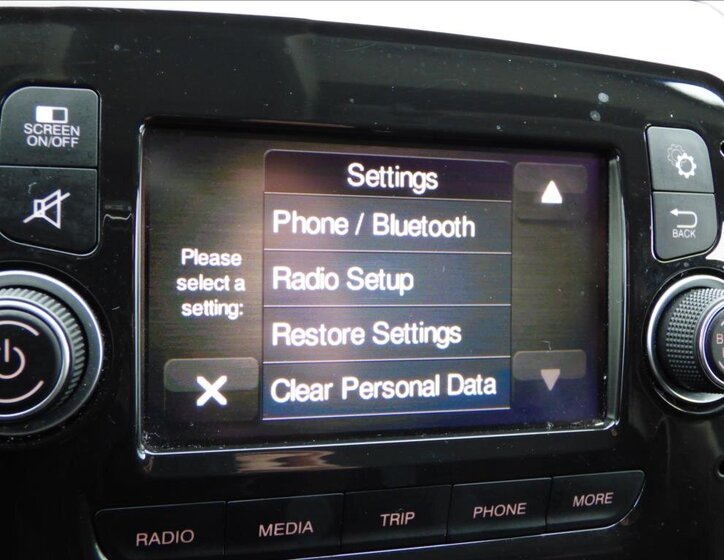 SCREEN
ON/OFF
Settings
Phone / Bluetooth
Please
select a
setting:
Radio Setup
Restore Settings
Clear Personal Data
BACK
RADIO
MEDIA
TRIP
PHONE
MORE